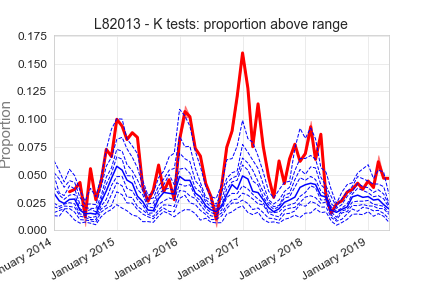 L82013 - K tests: proportion above range
Proportion
0.175
0.150
0.125
0.100
0.075
0.050
0.025
0.000
2014
January 2015
January 2016
January 2017
January 2018
January 2019